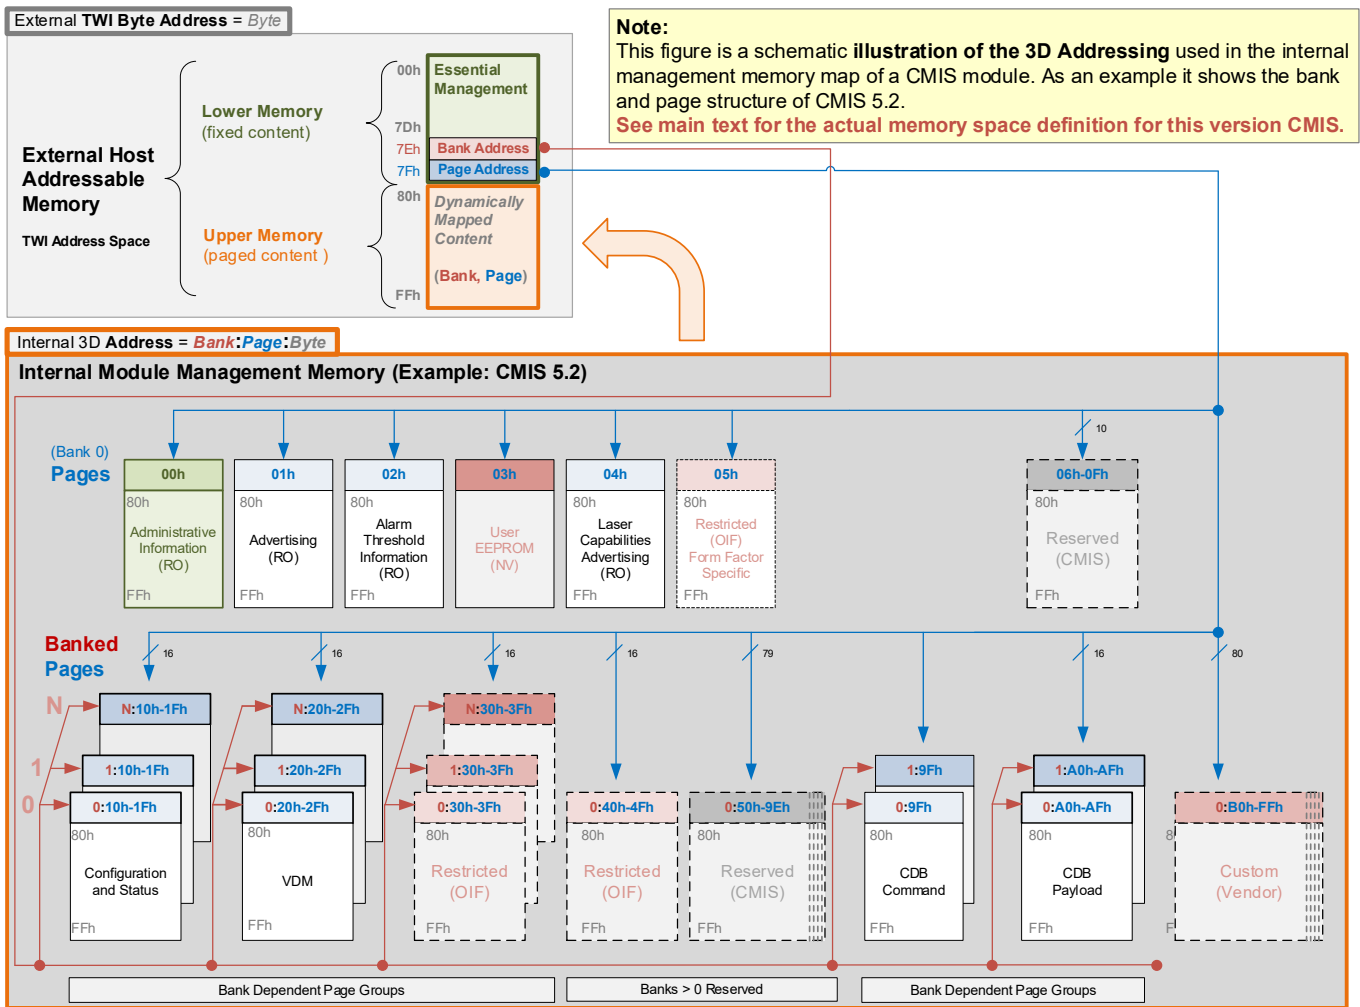 External TWI Byte Address = Byte
Note:
This figure is a schematic illustration of the 3D Addressing used in the internal
management memory map of a CMIS module. As an example it shows the bank
and page structure of CMIS 5.2.
See main text for the actual memory space definition for this version CMIS.
External Host
Addressable
Memory
TWI Address Space
Lower Memory
(fixed content)
Upper Memory
(paged content )
00h
7Dh
7Eh
7Fh
80h
FFh
Essential
Management
Bank Address
Page Address
Dynamically
Mapped
Content
(Bank, Page)
Internal 3D Address = Bank:Page:Byte
Internal Module Management Memory (Example: CMIS 5.2)
(Bank 0)
Pages
00h
80h
Administrative
Information
(RO)
FFh
01h
80h
Advertising
(RO)
FFh
02h
80h
Alarm
Threshold
Information
(RO)
FFh
03h
User
EEPROM
(NV)
04h
80h
Laser
Capabilities
Advertising
(RO)
FFh
05h
80h
Restricted
(OIF)
Form Factor
Specific
FFh
10
06h-0Fh
80h
Reserved
(CMIS)
FFh
Banked
Pages
N
1
0
16
N:10h-1Fh
1:10h-1Fh
0:10h-1Fh
80h
Configuration
and Status
FFh
16
N:20h-2Fh
1:20h-2Fh
0:20h-2Fh
80h
VDM
FFh
16
N:30h-3Fh
1:30h-3Fh
0:30h-3Fh
80h
Restricted
(OIF)
FFh
16
0:40h-4Fh
80h
Restricted
(OIF)
FFh
79
0:50h-9Eh
80h
Reserved
(CMIS)
FFh
1:9Fh
0:9Fh
80h
CDB
Command
FFh
16
1:A0h-AFh
0:A0h-AFh
80h
CDB
Payload
FFh
80
0:B0h-FFh
8
Custom
(Vendor)
F
Bank Dependent Page Groups
Banks > 0 Reserved
Bank Dependent Page Groups